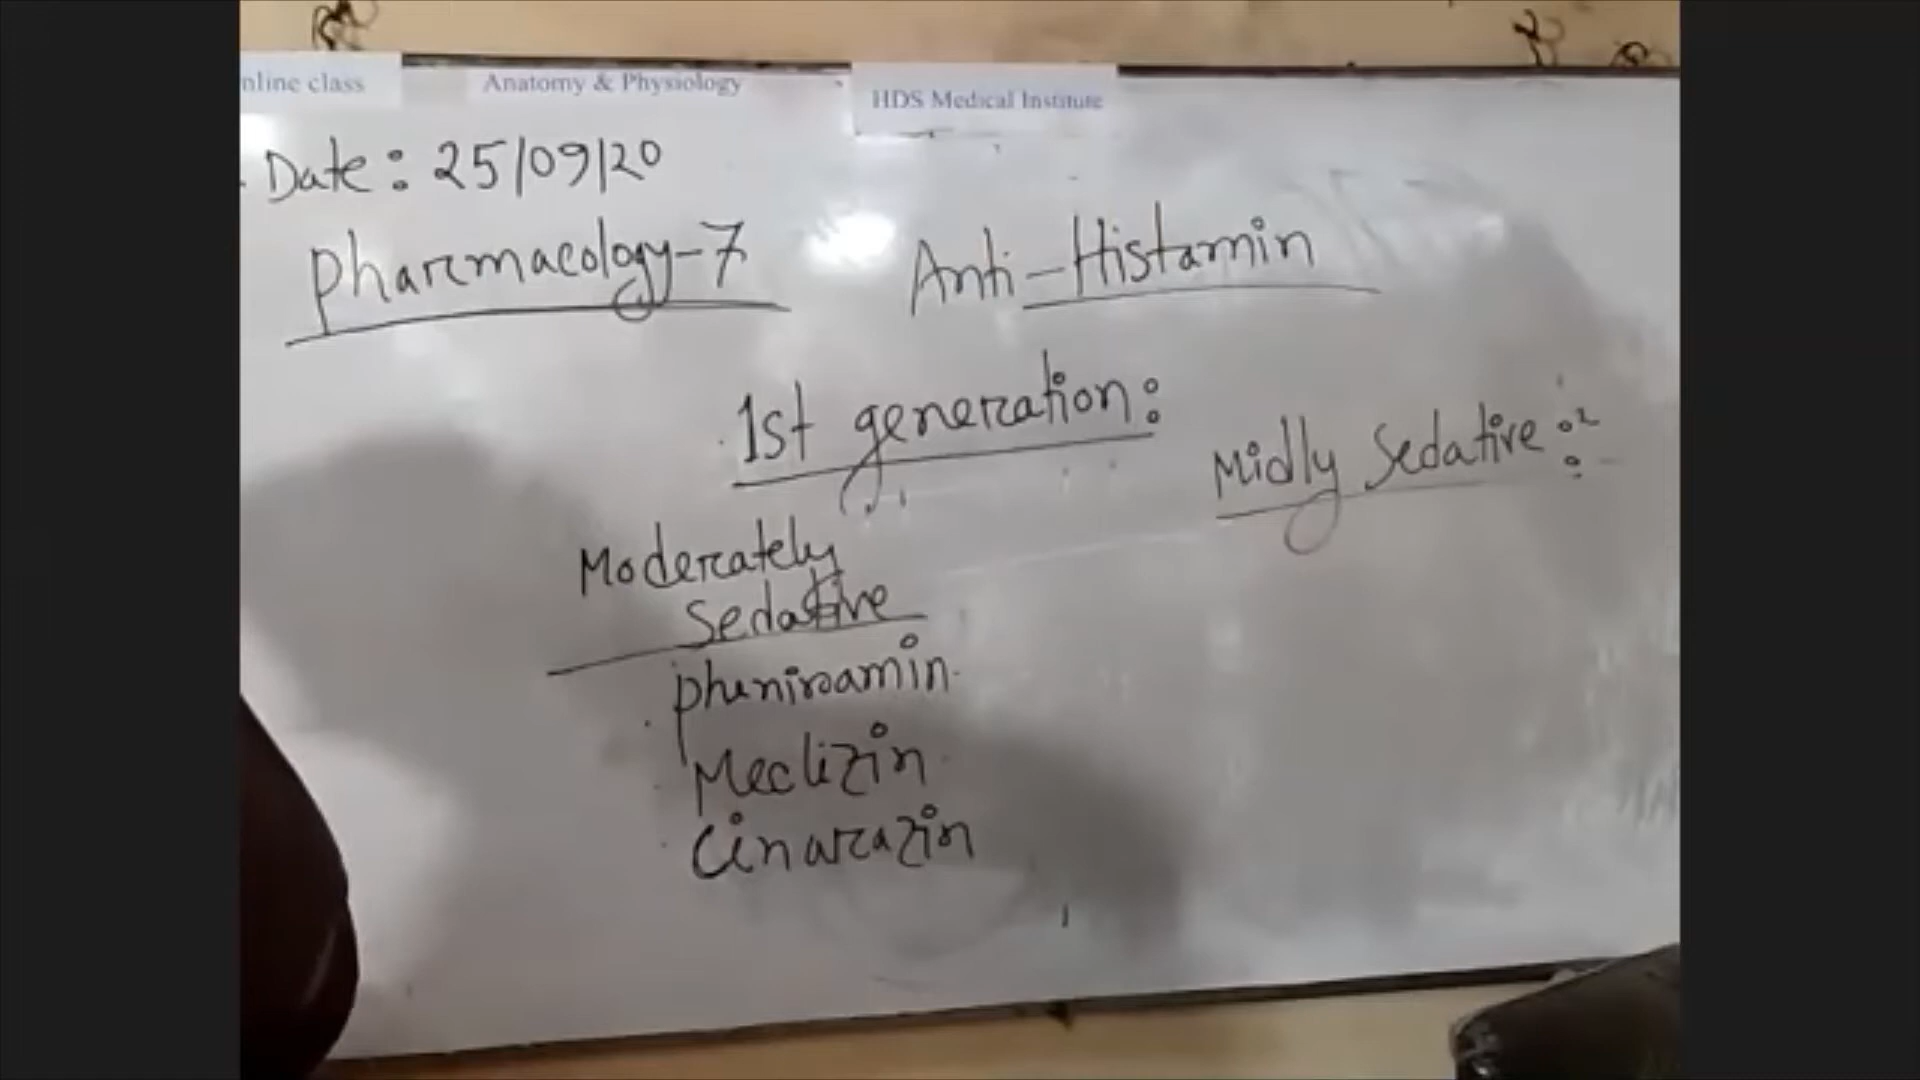 nline class
Anatomy & Physiology
HDS Medical Institute
Date: 25/09/20
Pharmacology-7
Anti-Histamin
1st generation:
Midly Sedative:
Moderately
Sedative
Pheniramin
Meclizin
Cinarazin